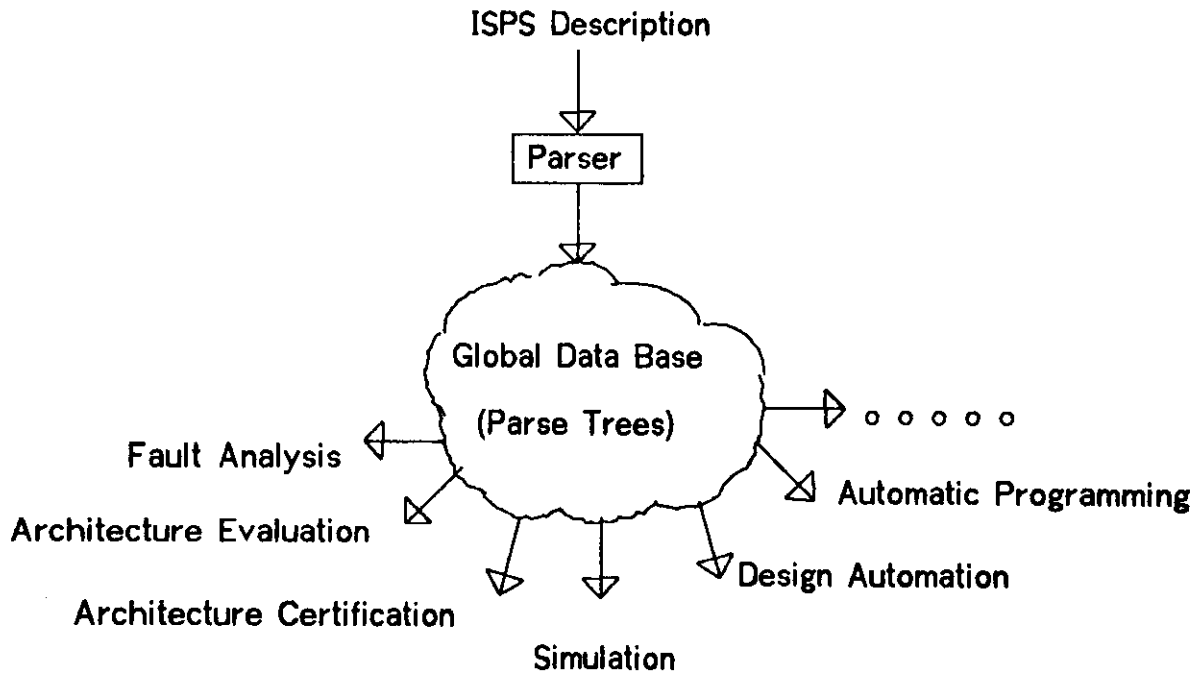 ISPS Description
Parser
Global Data Base
(Parse Trees)
o o o o o
Fault Analysis
Automatic Programming
Architecture Evaluation
Design Automation
Architecture Certification
Simulation